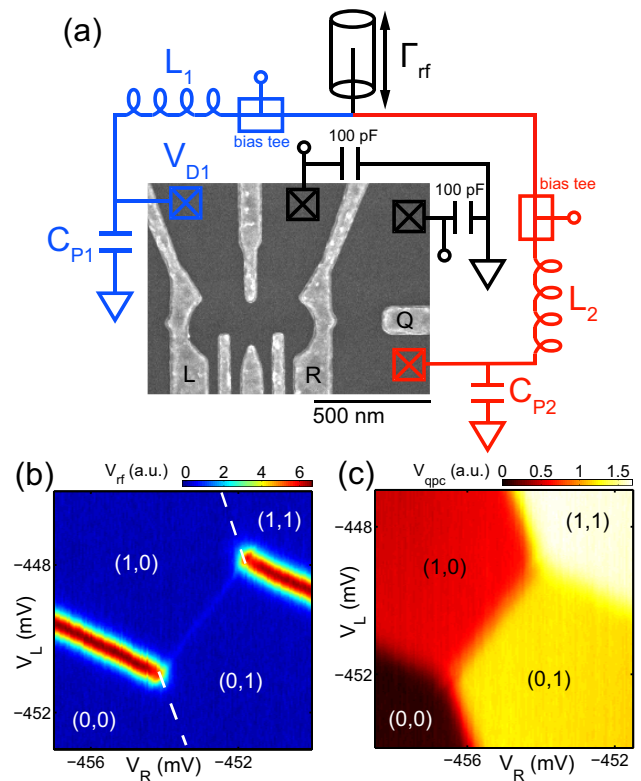 (a)
Γrf
L1
bias tee
100 pF
VD1
100 pF
bias tee
CP1
L2
Q
L
R
CP2
500 nm
(b)
Vrf (a.u.) 0 2 4 6
(1,1)
(1,0)
−448
VL (mV)
(0,1)
−452
(0,0)
−456 VR (mV) −452
(c)
Vqpc (a.u.) 0 0.5 1 1.5
(1,1)
−448
(1,0)
VL (mV)
−452
(0,1)
(0,0)
−456 VR (mV) −452